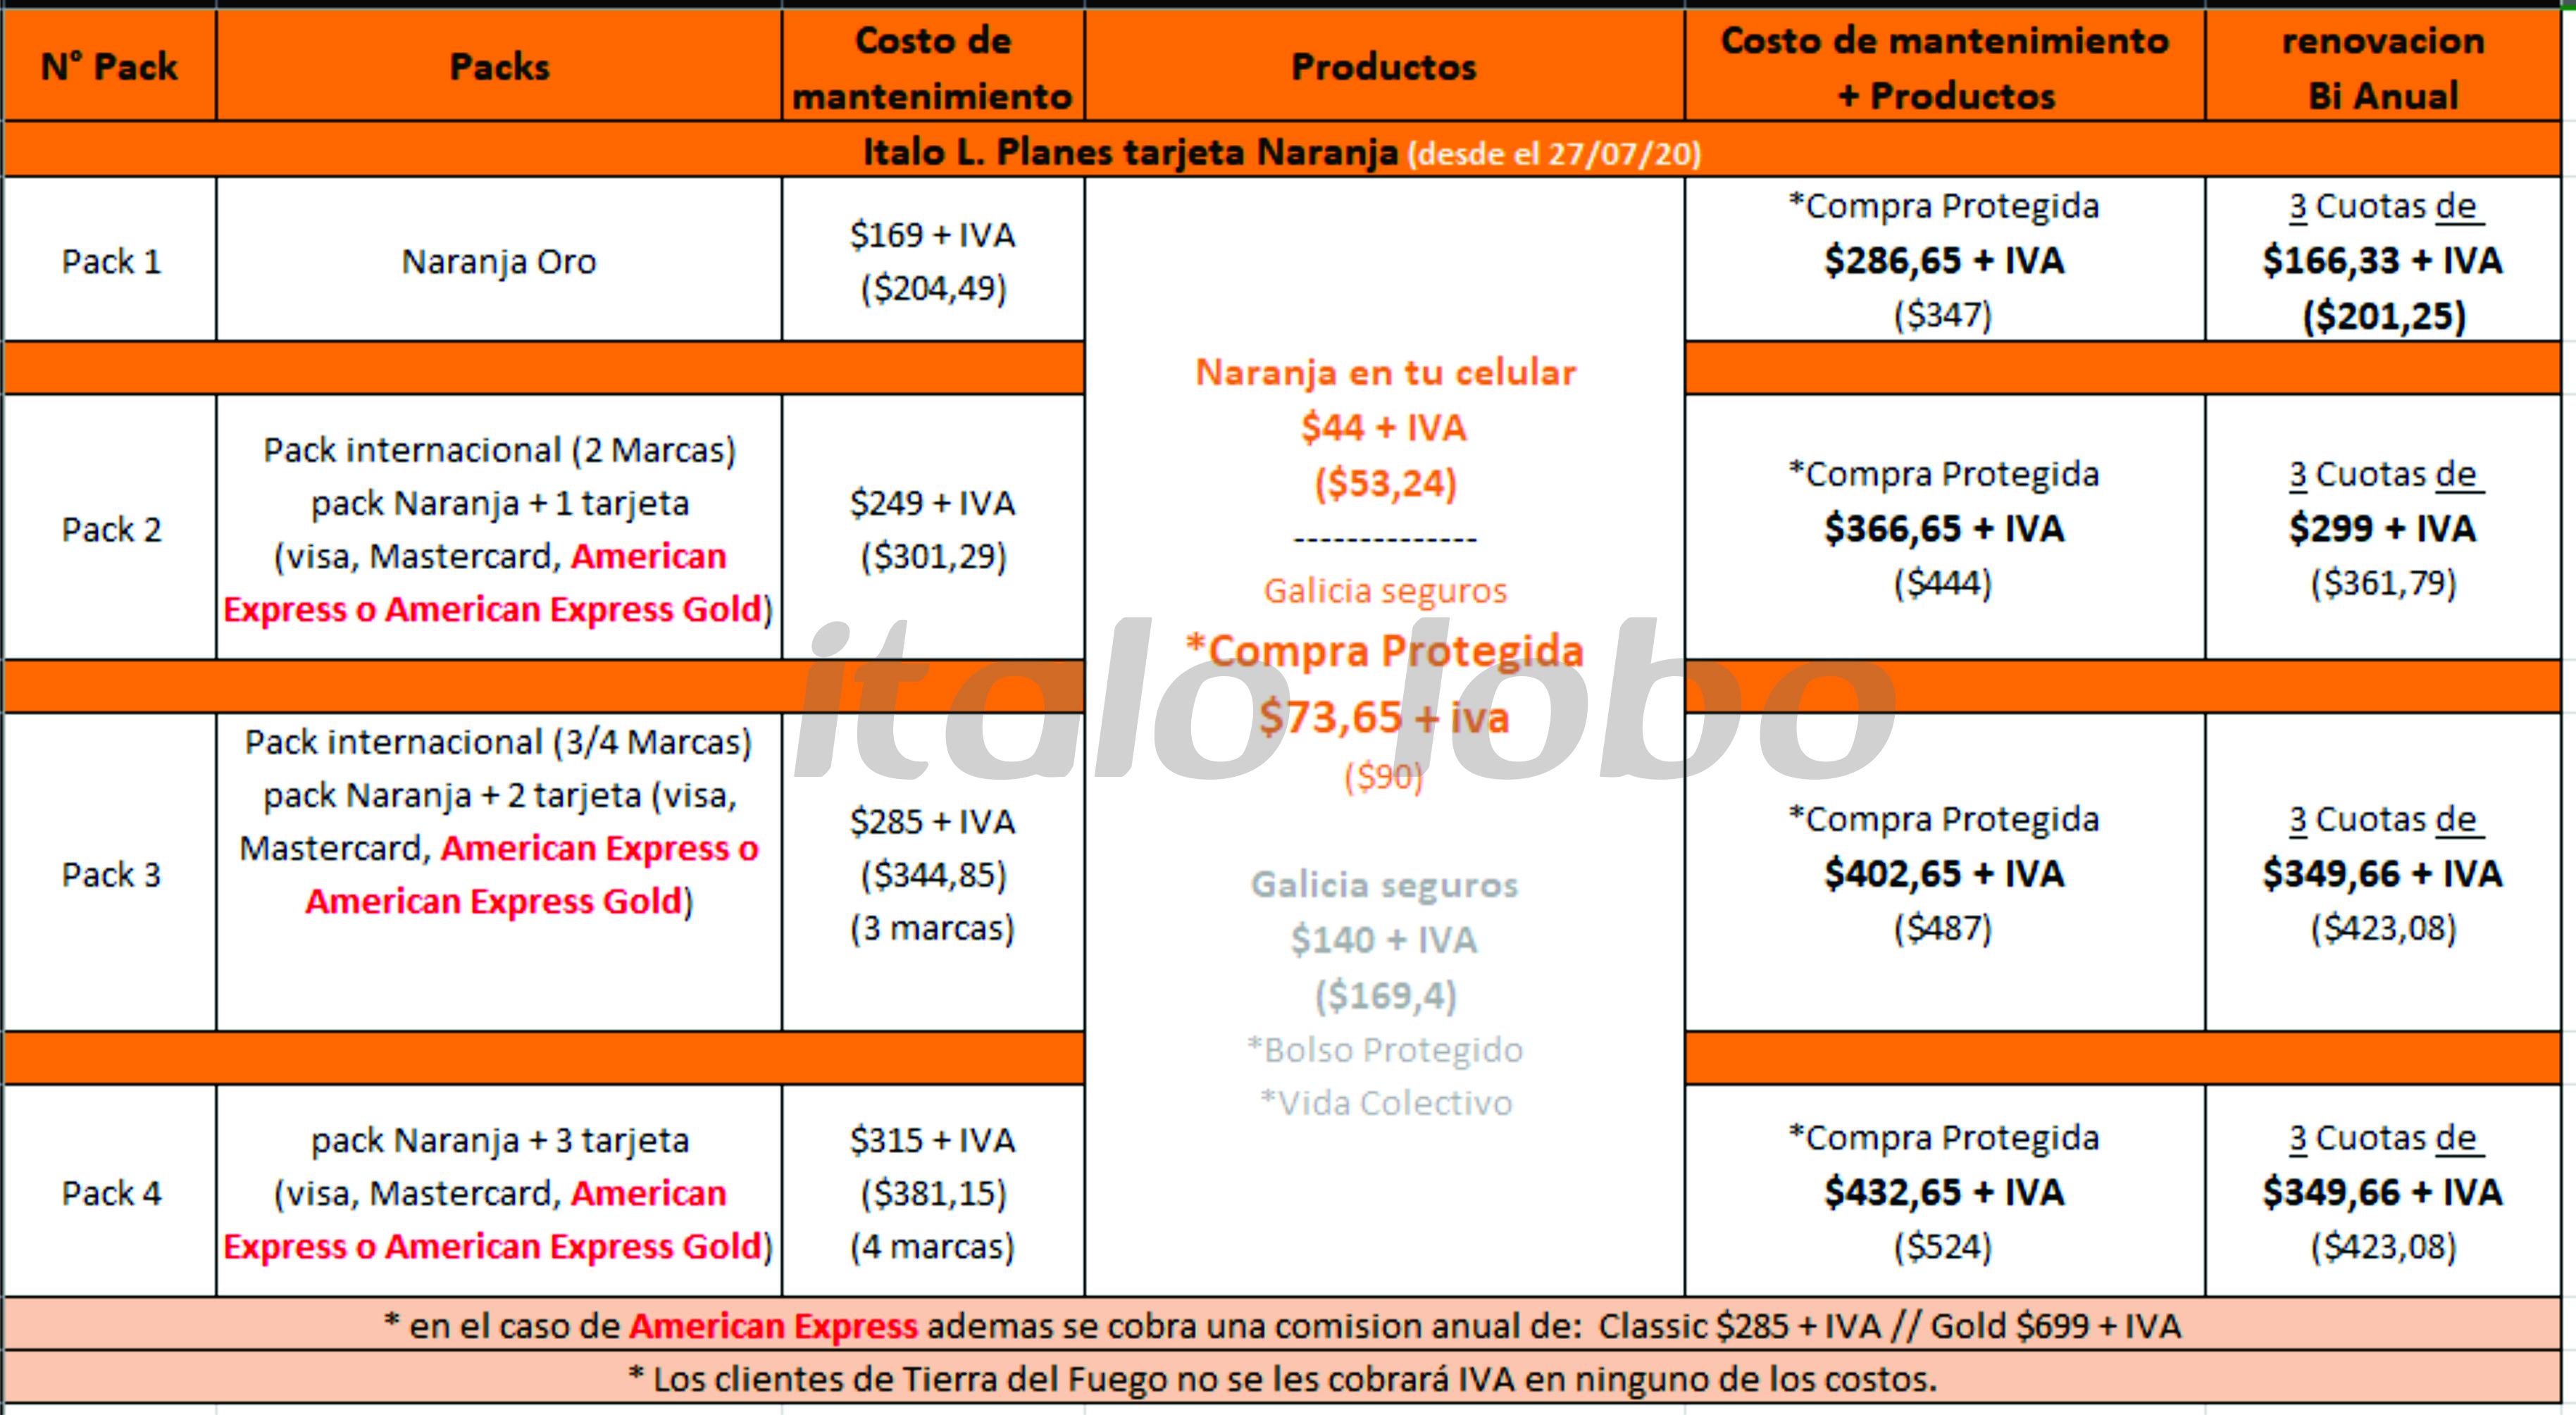 N° Pack
Packs
Costo de
mantenimiento
Productos
Costo de mantenimiento
+ Productos
renovacion
Bi Anual
Italo L. Planes tarjeta Naranja (desde el 27/07/20)
Pack 1
Naranja Oro
$169 + IVA
($204,49)
*Compra Protegida
$286,65 + IVA
($347)
3 Cuotas de
$166,33 + IVA
($201,25)
Naranja en tu celular
$44 + IVA
($53,24)
--------------
Galicia seguros
*Compra Protegida
$73,65 + iva
($90)
Galicia seguros
$140 + IVA
($169,4)
*Bolso Protegido
*Vida Colectivo
Pack 2
Pack internacional (2 Marcas)
pack Naranja + 1 tarjeta
(visa, Mastercard, American
Express o American Express Gold)
$249 + IVA
($301,29)
*Compra Protegida
$366,65 + IVA
($444)
3 Cuotas de
$299 + IVA
($361,79)
italo lobo
Pack 3
Pack internacional (3/4 Marcas)
pack Naranja + 2 tarjeta (visa,
Mastercard, American Express o
American Express Gold)
$285 + IVA
($344,85)
(3 marcas)
*Compra Protegida
$402,65 + IVA
($487)
3 Cuotas de
$349,66 + IVA
($423,08)
Pack 4
pack Naranja + 3 tarjeta
(visa, Mastercard, American
Express o American Express Gold)
$315 + IVA
($381,15)
(4 marcas)
*Compra Protegida
$432,65 + IVA
($524)
3 Cuotas de
$349,66 + IVA
($423,08)
* en el caso de American Express ademas se cobra una comision anual de: Classic $285 + IVA // Gold $699 + IVA
* Los clientes de Tierra del Fuego no se les cobrará IVA en ninguno de los costos.